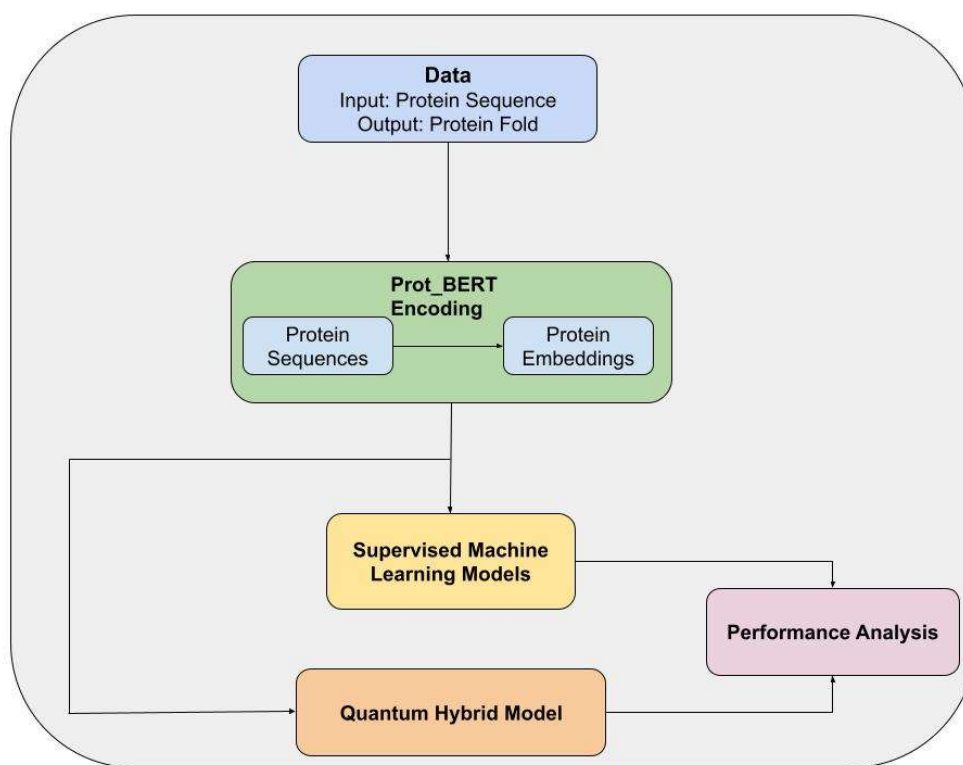 Data
Input: Protein Sequence
Output: Protein Fold
Prot_BERT
Encoding
Protein
Sequences
Protein
Embeddings
Supervised Machine
Learning Models
Performance Analysis
Quantum Hybrid Model